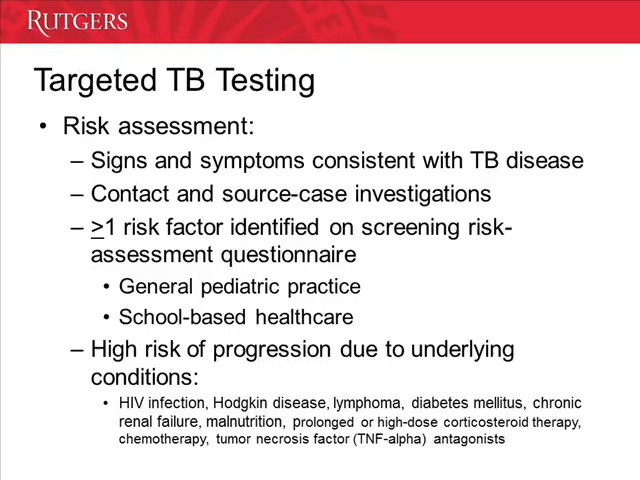 RUTGERS
Targeted TB Testing
• Risk assessment:
– Signs and symptoms consistent with TB disease
– Contact and source-case investigations
– >1 risk factor identified on screening risk-
assessment questionnaire
• General pediatric practice
• School-based healthcare
– High risk of progression due to underlying
conditions:
• HIV infection, Hodgkin disease, lymphoma, diabetes mellitus, chronic
renal failure, malnutrition, prolonged or high-dose corticosteroid therapy,
chemotherapy, tumor necrosis factor (TNF-alpha) antagonists